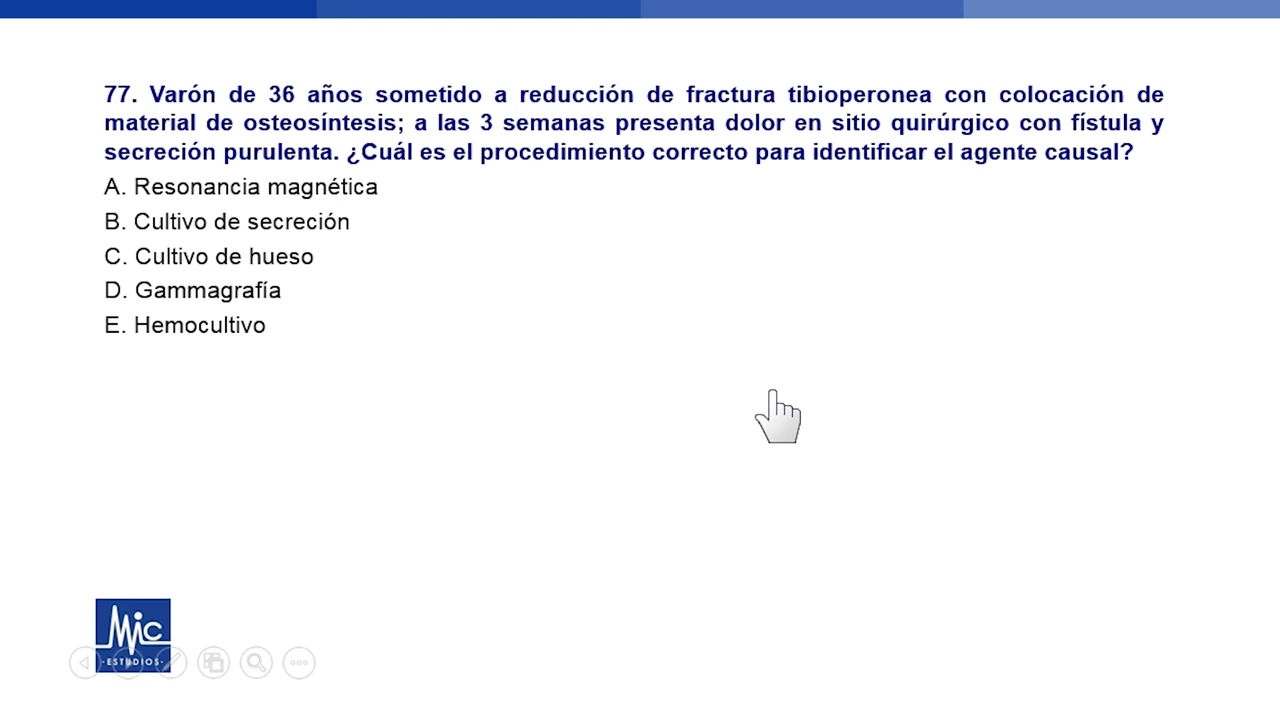 77. Varón de 36 años sometido a reducción de fractura tibioperonea con colocación de
material de osteosíntesis; a las 3 semanas presenta dolor en sitio quirúrgico con fístula y
secreción purulenta. ¿Cuál es el procedimiento correcto para identificar el agente causal?
A. Resonancia magnética
B. Cultivo de secreción
C. Cultivo de hueso
D. Gammagrafía
E. Hemocultivo
Mic
·ESTUDIOS·